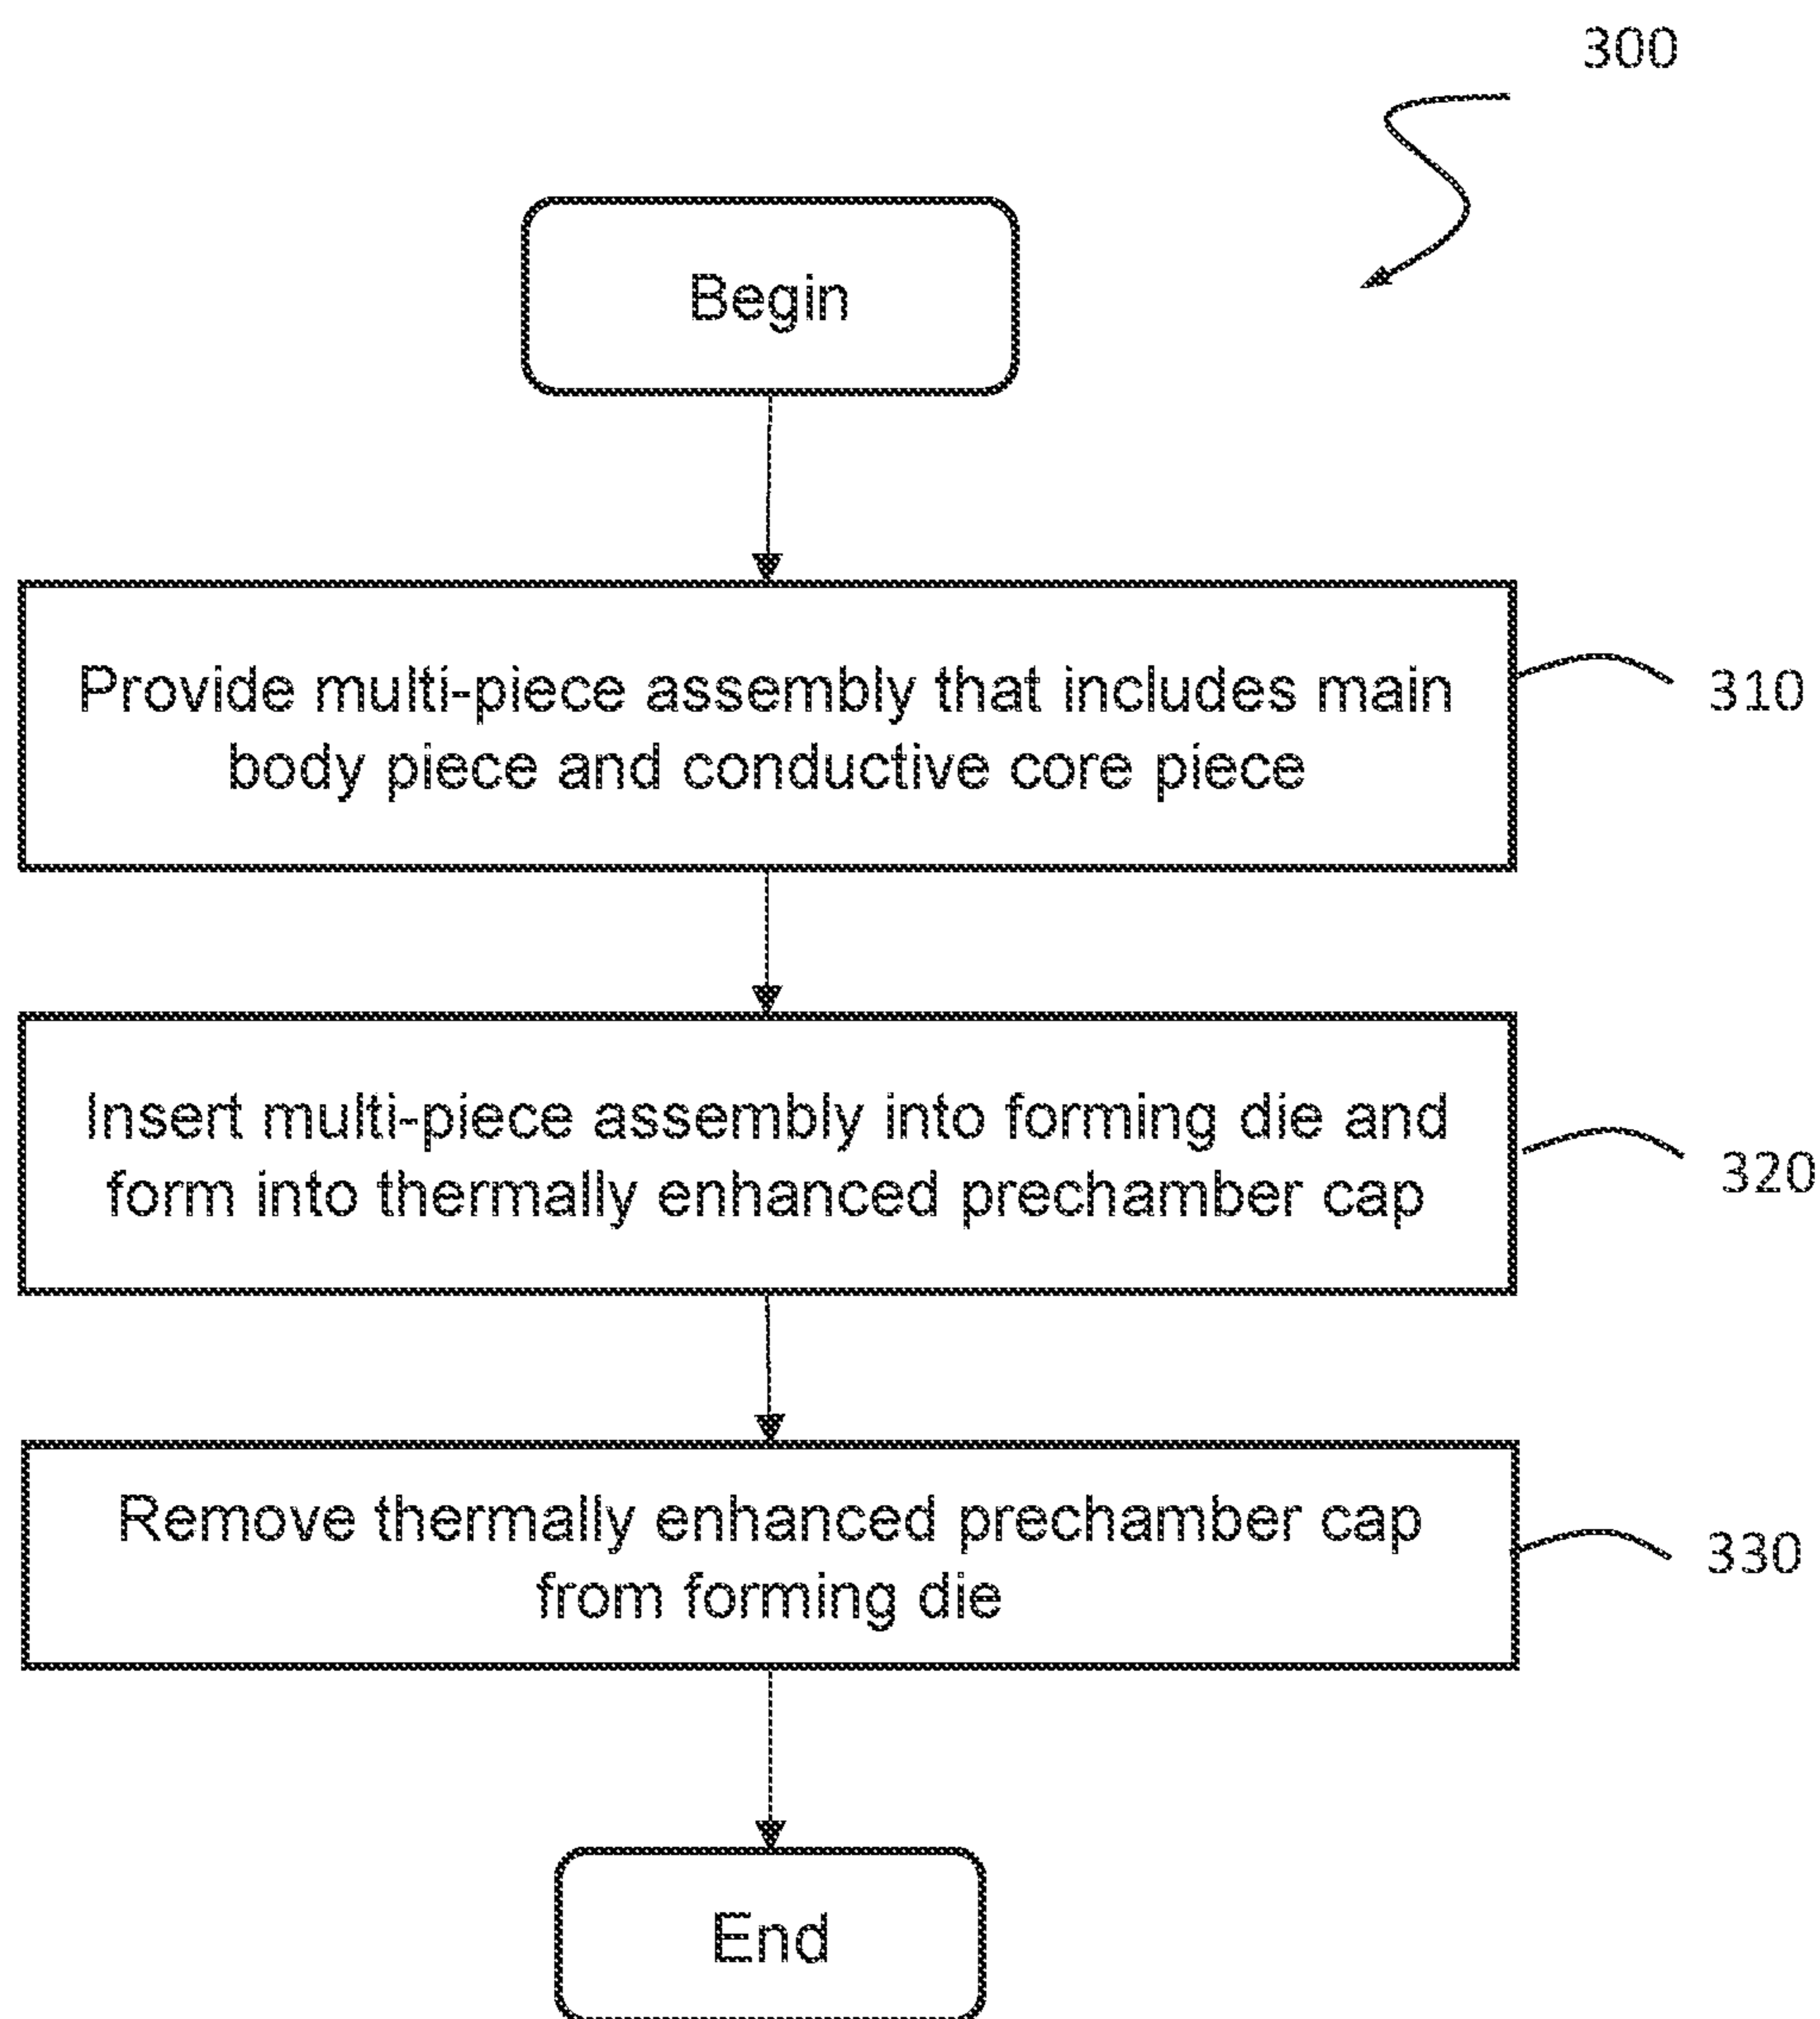 300
Begin
Provide multi-piece assembly that includes main
body piece and conductive core piece
310
Insert multi-piece assembly into forming die and
form into thermally enhanced prechamber cap
320
Remove thermally enhanced prechamber cap
from forming die
330
End